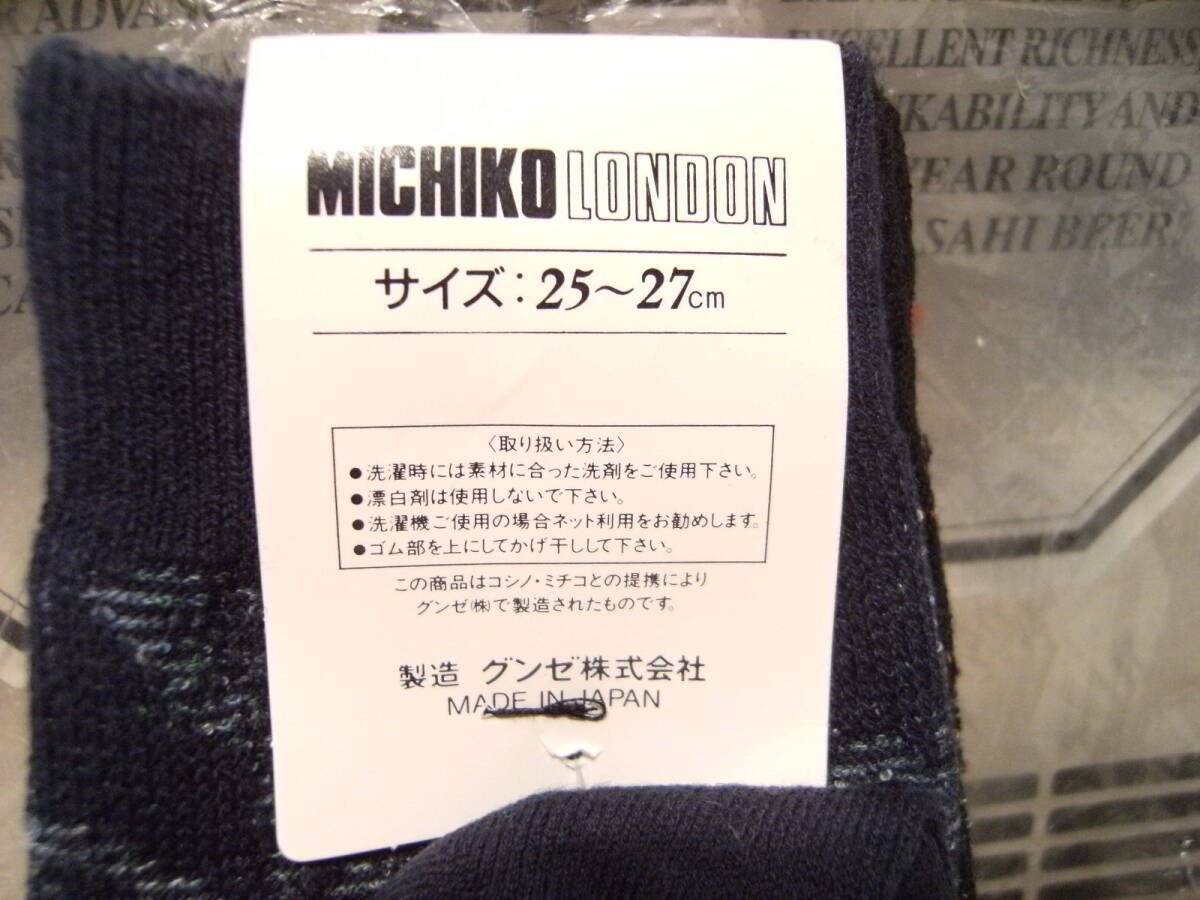 MICHIKO LONDON
サイズ：25～27cm
〈取り扱い方法〉
●洗濯時には素材に合った洗剤をご使用下さい。
●漂白剤は使用しないで下さい。
●洗濯機ご使用の場合ネット利用をお勧めします。
●ゴム部を上にしてかげ干しして下さい。
この商品はコシノ・ミチコとの提携により
グンゼ(株)で製造されたものです。
製造 グンゼ株式会社
MADE IN JAPAN
ADVA
ELLENT RICHNESS,
KABILITY AND
YEAR ROUND
SAHI BEER